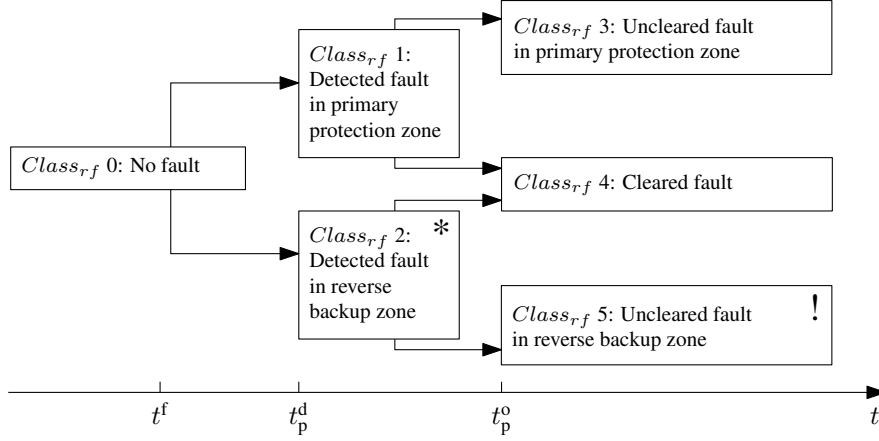 Class_rf 3: Uncleared fault
in primary protection zone
Class_rf 1:
Detected fault
in primary
protection zone
Class_rf 0: No fault
Class_rf 4: Cleared fault
Class_rf 2: *
Detected fault
in reverse
backup zone
Class_rf 5: Uncleared fault !
in reverse backup zone
t^f t_p^d t_p^o t